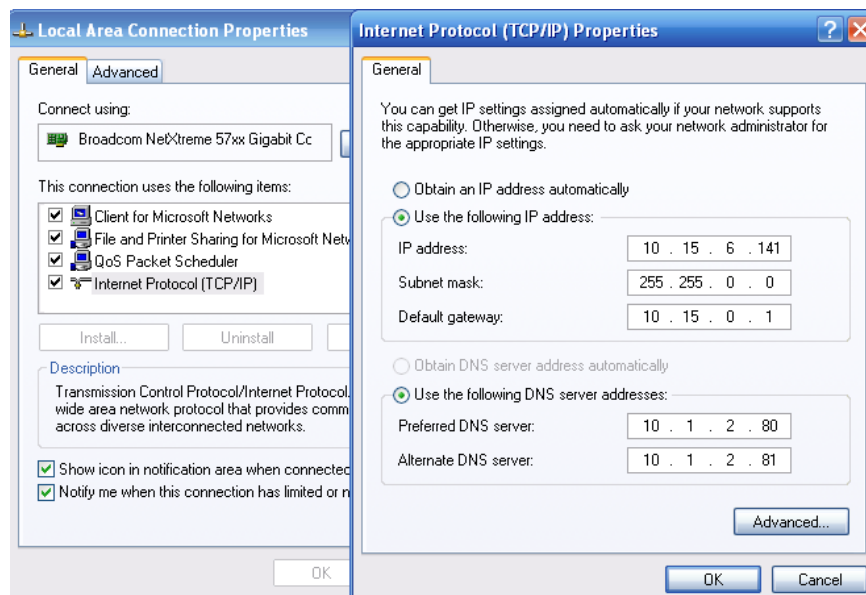 Local Area Connection Properties
General
Advanced
Connect using:
Broadcom NetXtreme 57xx Gigabit Cc
This connection uses the following items:
Client for Microsoft Networks
File and Printer Sharing for Microsoft Netw
QoS Packet Scheduler
Internet Protocol (TCP/IP)
Install...
Uninstall
Description
Transmission Control Protocol/Internet Protocol.
wide area network protocol that provides comm
across diverse interconnected networks.
Show icon in notification area when connected
Notify me when this connection has limited or n
OK
Internet Protocol (TCP/IP) Properties
General
You can get IP settings assigned automatically if your network supports
this capability. Otherwise, you need to ask your network administrator for
the appropriate IP settings.
Obtain an IP address automatically
Use the following IP address:
IP address: 10 . 15 . 6 . 141
Subnet mask: 255 . 255 . 0 . 0
Default gateway: 10 . 15 . 0 . 1
Obtain DNS server address automatically
Use the following DNS server addresses:
Preferred DNS server: 10 . 1 . 2 . 80
Alternate DNS server: 10 . 1 . 2 . 81
Advanced...
OK
Cancel